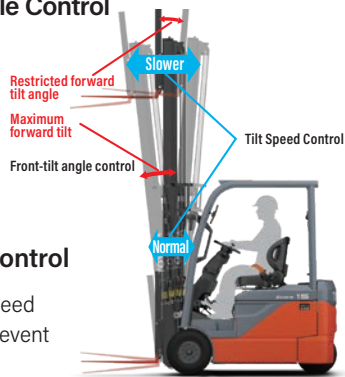 le Control
Slower
Restricted forward
tilt angle
Maximum
forward tilt
Tilt Speed Control
Front-tilt angle control
Normal
ontrol
eed
event
15